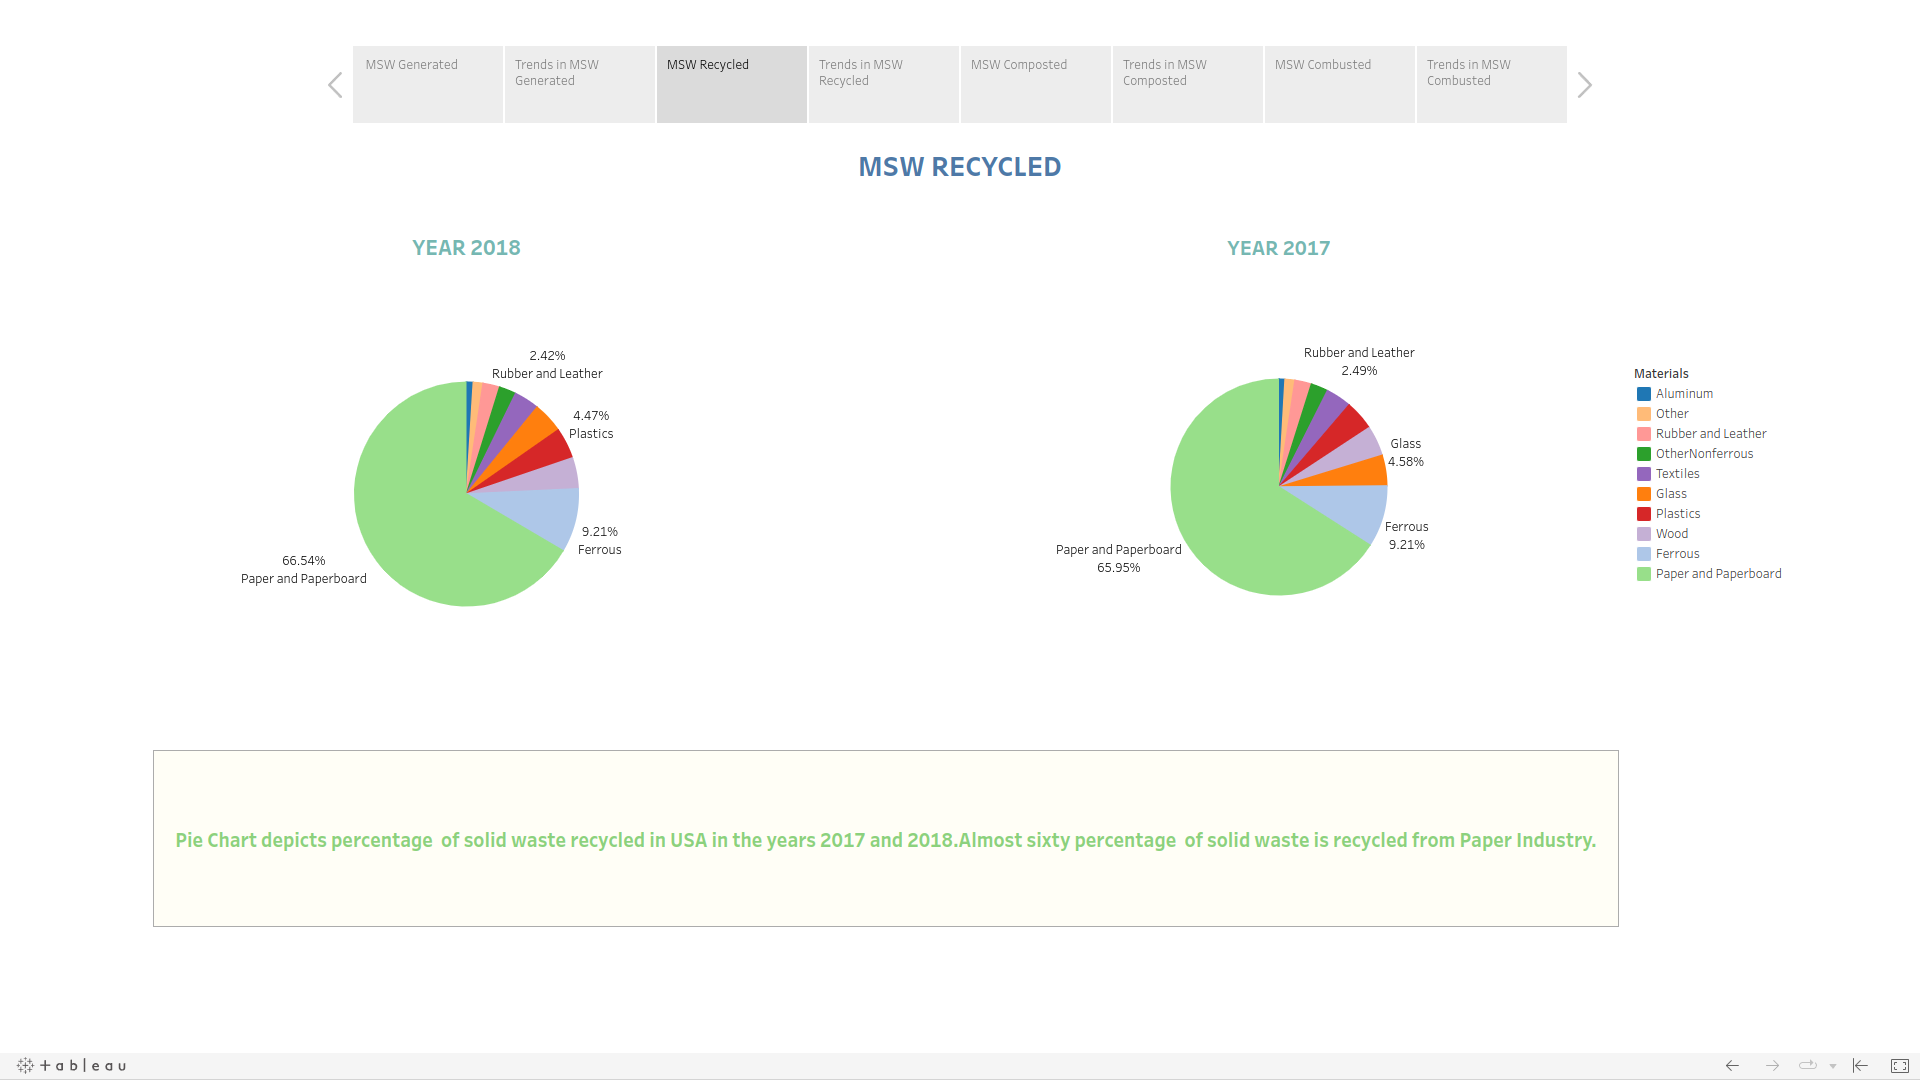 MSW Generated
Trends in MSW
Generated
MSW Recycled
Trends in MSW
Recycled
MSW Composted
Trends in MSW
Composted
MSW Combusted
Trends in MSW
Combusted
MSW RECYCLED
YEAR 2018
2.42%
Rubber and Leather
4.47%
Plastics
9.21%
Ferrous
66.54%
Paper and Paperboard
YEAR 2017
Rubber and Leather
2.49%
Glass
4.58%
Ferrous
9.21%
Paper and Paperboard
65.95%
Materials
Aluminum
Other
Rubber and Leather
OtherNonferrous
Textiles
Glass
Plastics
Wood
Ferrous
Paper and Paperboard
Pie Chart depicts percentage  of solid waste recycled in USA in the years 2017 and 2018.Almost sixty percentage  of solid waste is recycled from Paper Industry.
+ a b l e a u